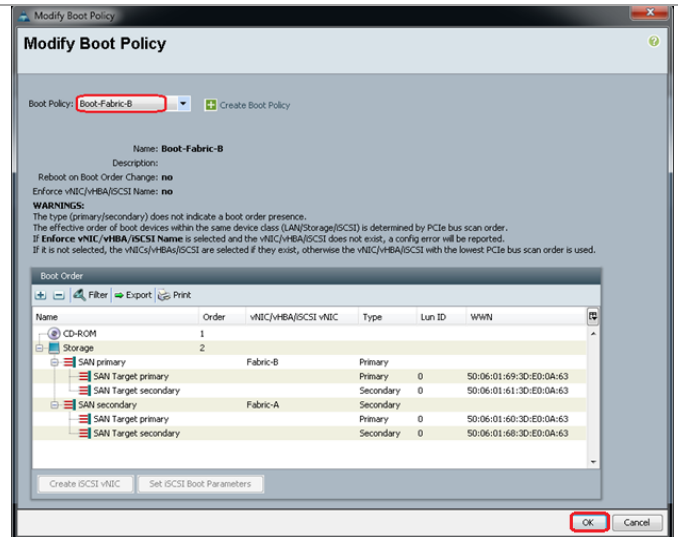 Modify Boot Policy
Modify Boot Policy
Boot Policy: Boot-Fabric-B Create Boot Policy
Name: Boot-Fabric-B
Description:
Reboot on Boot Order Change: no
Enforce vNIC/vHBA/iSCSI Name: no
WARNINGS:
The type (primary/secondary) does not indicate a boot order presence.
The effective order of boot devices within the same device class (LAN/Storage/iSCSI) is determined by PCIe bus scan order.
If Enforce vNIC/vHBA/iSCSI Name is selected and the vNIC/vHBA/iSCSI does not exist, a config error will be reported.
If it is not selected, the vNICs/vHBAs/iSCSI are selected if they exist, otherwise the vNIC/vHBA/iSCSI with the lowest PCIe bus scan order is used.
Boot Order
Filter Export Print
Name Order vNIC/vHBA/iSCSI vNIC Type Lun ID WWN
CD-ROM 1
Storage 2
SAN primary Fabric-B Primary
SAN Target primary Primary 0 50:06:01:69:3D:E0:0A:63
SAN Target secondary Secondary 0 50:06:01:61:3D:E0:0A:63
SAN secondary Fabric-A Secondary
SAN Target primary Primary 0 50:06:01:60:3D:E0:0A:63
SAN Target secondary Secondary 0 50:06:01:68:3D:E0:0A:63
Create iSCSI vNIC Set iSCSI Boot Parameters
OK Cancel